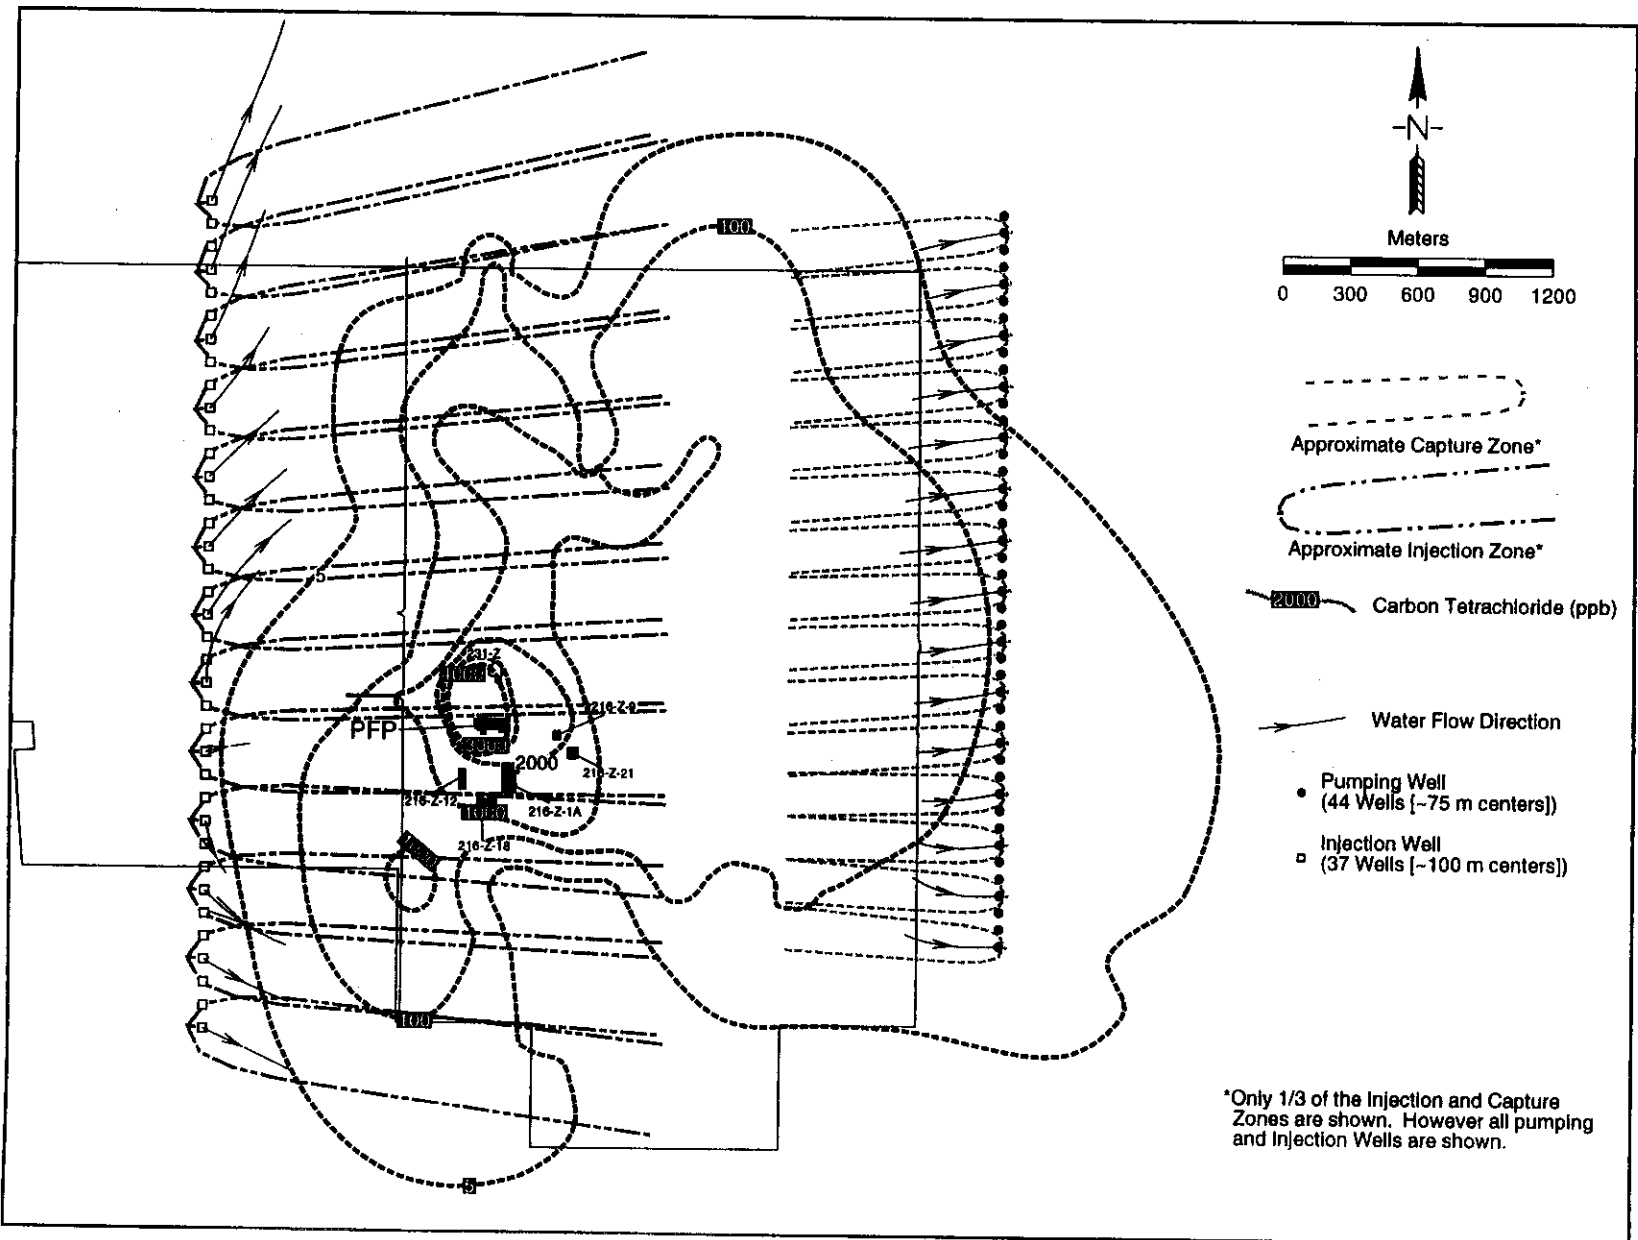 -N-
Meters
0 300 600 900 1200
100
Approximate Capture Zone*
Approximate Injection Zone*
2000
Carbon Tetrachloride (ppb)
5
231-Z
1000
216-Z-9
Water Flow Direction
PFP
2000
216-Z-21
216-Z-12
1000
216-Z-1A
216-Z-18
Pumping Well
(44 Wells [~75 m centers])
Injection Well
(37 Wells [~100 m centers])
100
*Only 1/3 of the Injection and Capture
Zones are shown. However all pumping
and Injection Wells are shown.
5